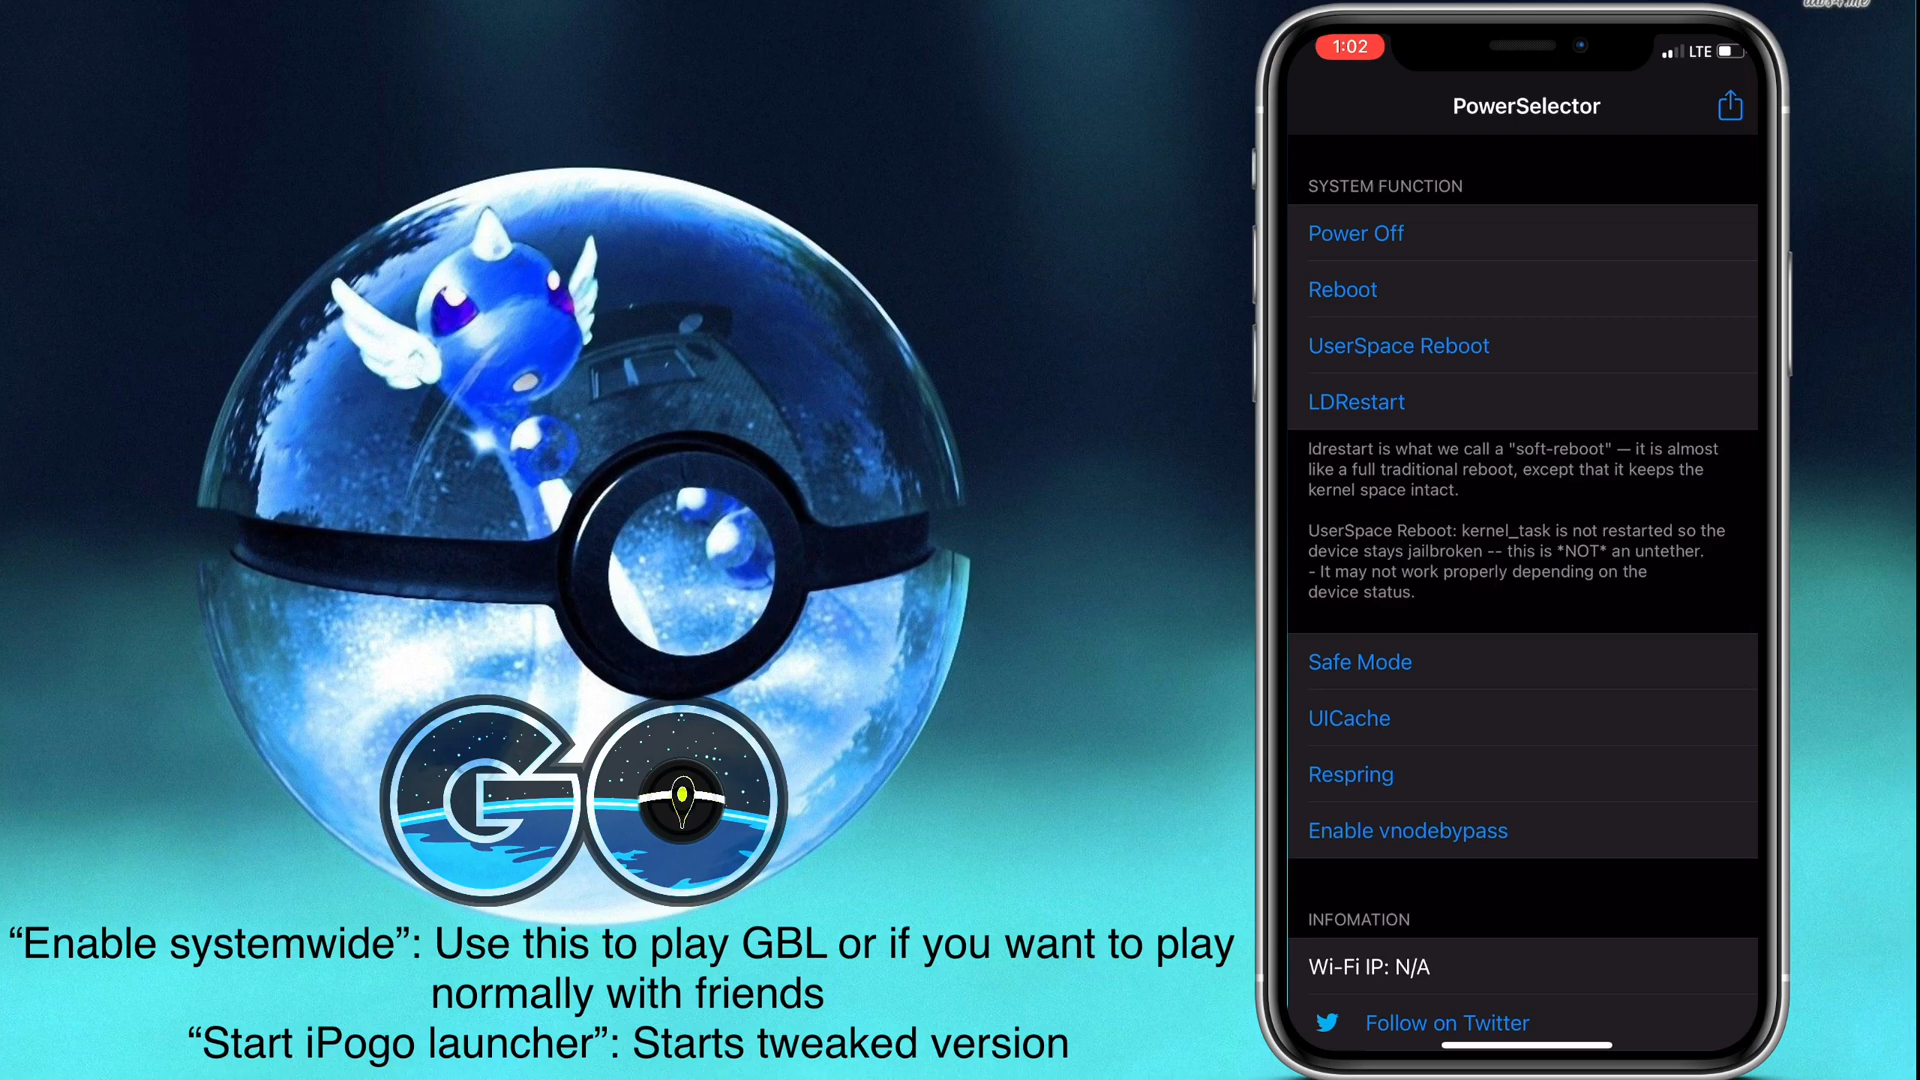 1:02
LTE
PowerSelector
SYSTEM FUNCTION
Power Off
Reboot
UserSpace Reboot
LDRestart
ldrestart is what we call a "soft-reboot" — it is almost
like a full traditional reboot, except that it keeps the
kernel space intact.
UserSpace Reboot: kernel_task is not restarted so the
device stays jailbroken -- this is *NOT* an untether.
- It may not work properly depending on the
device status.
Safe Mode
UICache
Respring
Enable vnodebypass
INFOMATION
Wi-Fi IP: N/A
Follow on Twitter
GO
“Enable systemwide”: Use this to play GBL or if you want to play
normally with friends
“Start iPogo launcher”: Starts tweaked version